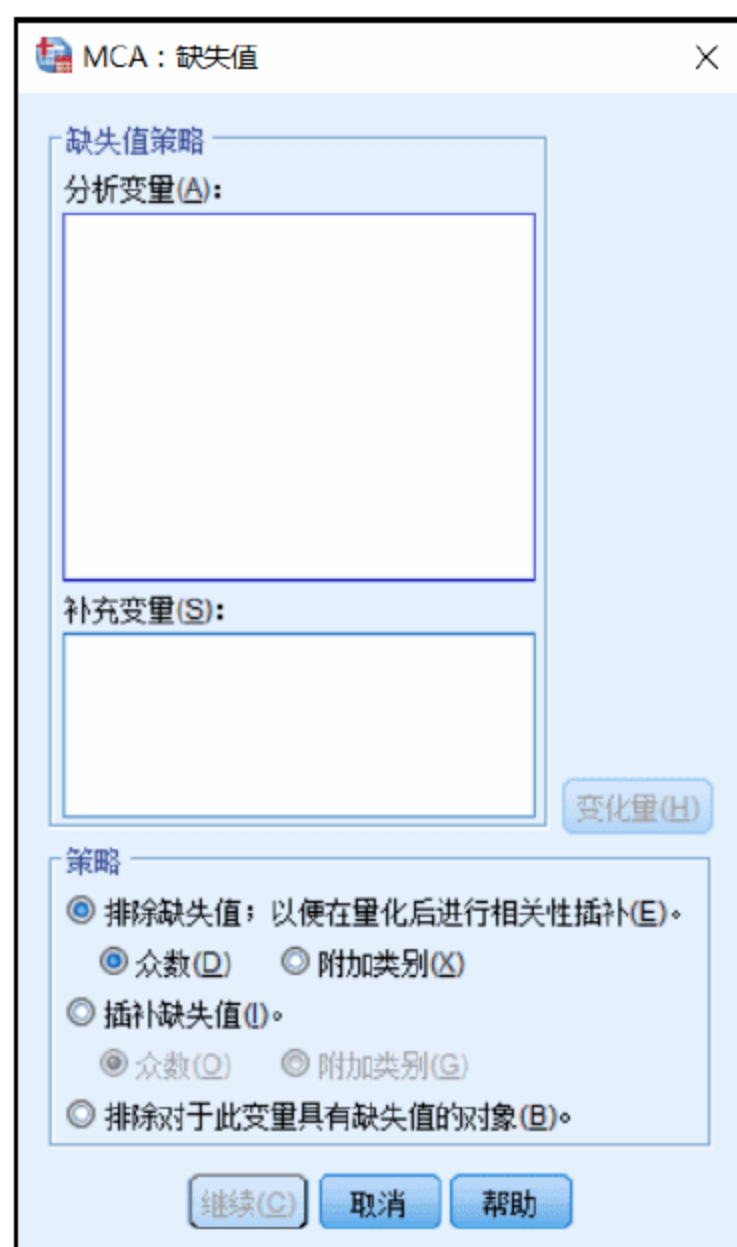 MCA：缺失值
缺失值策略
分析变量(A)：
补充变量(S)：
变化量(H)
策略
排除缺失值；以便在量化后进行相关性插补(E)。
众数(D) 附加类别(X)
插补缺失值(I)。
众数(O) 附加类别(G)
排除对于此变量具有缺失值的对象(B)。
继续(C) 取消 帮助